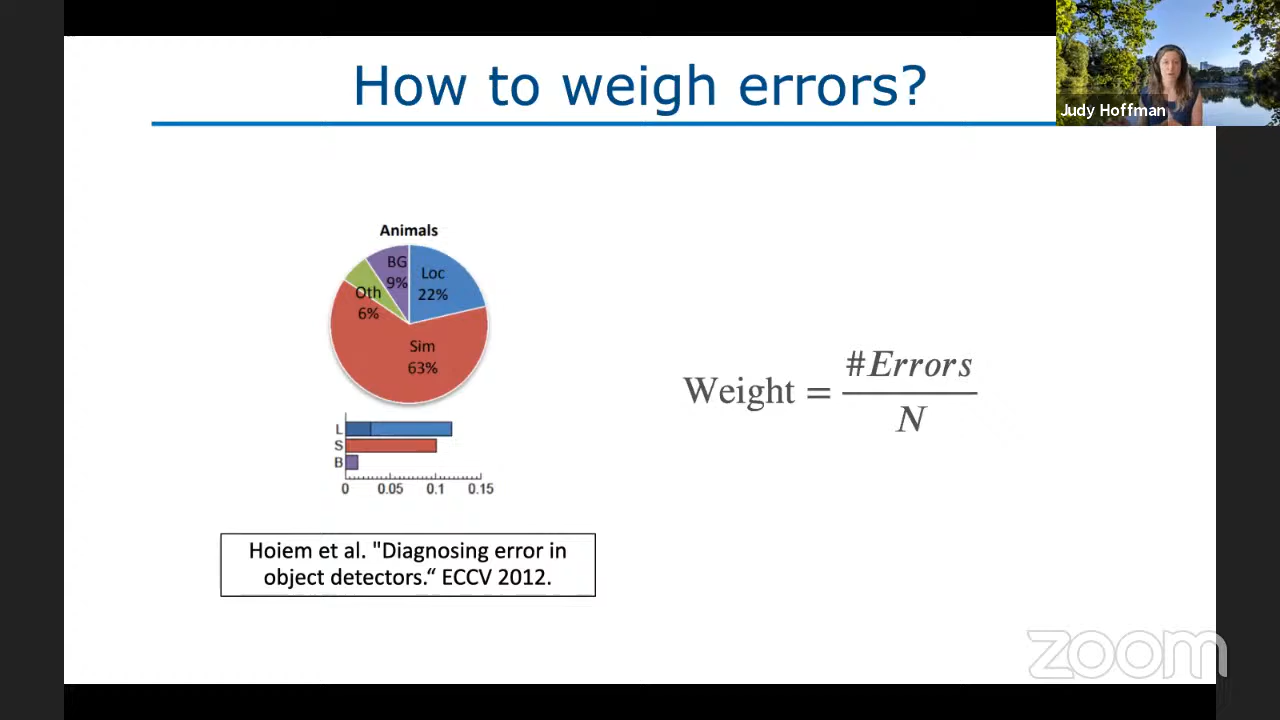 How to weigh errors?
Judy Hoffman
Animals
BG
9%
Loc
22%
Oth
6%
Sim
63%
L
S
B
0 0.05 0.1 0.15
Weight = #Errors / N
Hoiem et al. "Diagnosing error in
object detectors.“ ECCV 2012.
zoom